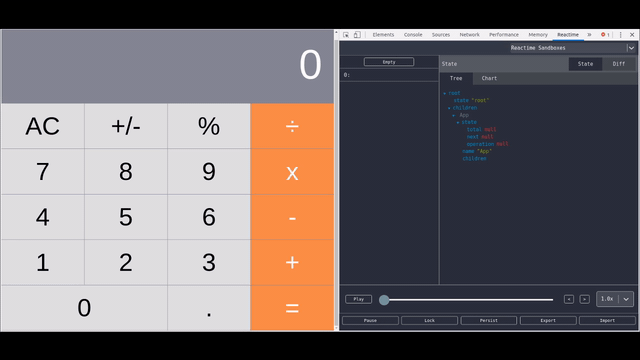 0
AC +/- % ÷
7 8 9 x
4 5 6 -
1 2 3 +
0 . =
Elements Console Sources Network Performance Memory Reactime » 1
Reactime Sandboxes
Empty
0:
State State Diff
Tree Chart
root
state "root"
children
App
state
total null
next null
operation null
name "App"
children
Play < > 1.0x
Pause Lock Persist Export Import